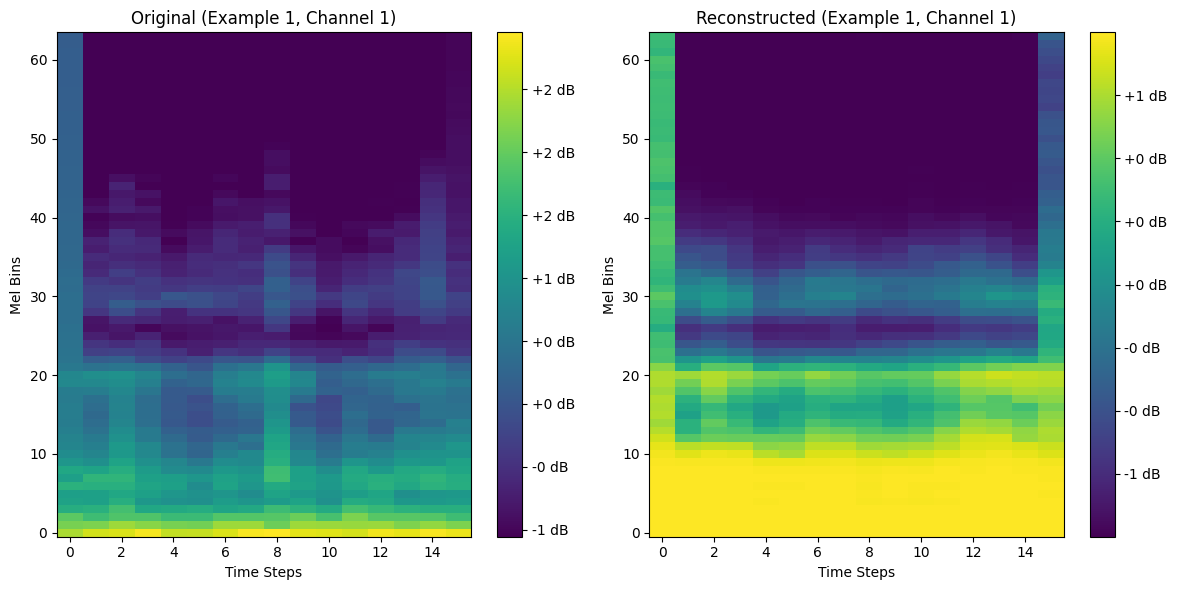 Original (Example 1, Channel 1)
60
50
40
30
20
10
0
Mel Bins
0 2 4 6 8 10 12 14
Time Steps
+2 dB
+2 dB
+2 dB
+1 dB
+0 dB
+0 dB
-0 dB
-1 dB
Reconstructed (Example 1, Channel 1)
60
50
40
30
20
10
0
Mel Bins
0 2 4 6 8 10 12 14
Time Steps
+1 dB
+0 dB
+0 dB
+0 dB
-0 dB
-0 dB
-1 dB